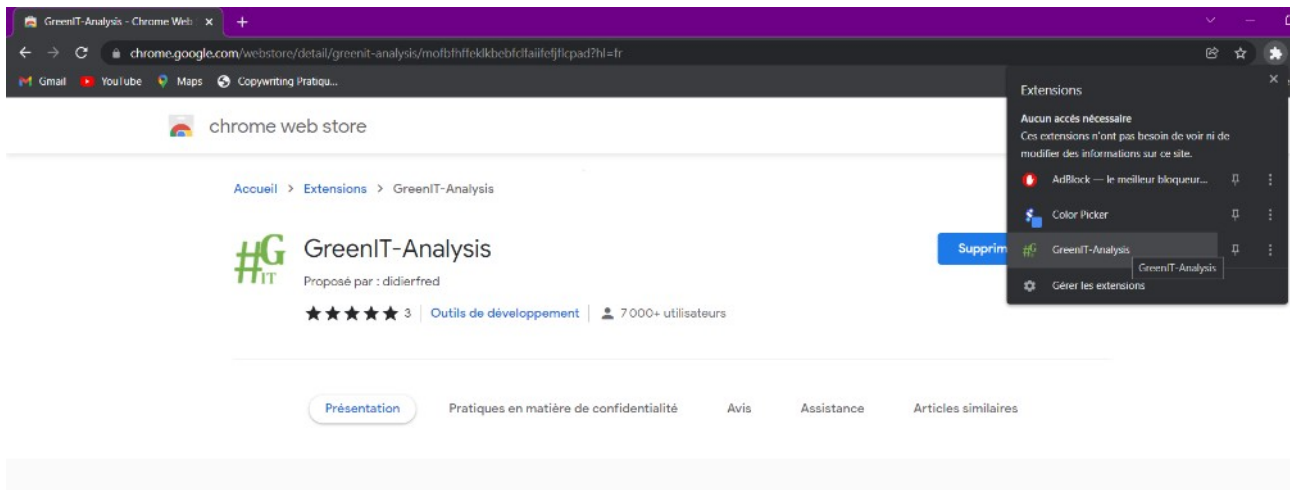 GreenIT-Analysis - Chrome Web
chrome.google.com/webstore/detail/greenit-analysis/mofbfhffeklkbebfclfaiifefjflcpad?hl=fr
Gmail YouTube Maps Copywriting Pratiqu...
Extensions
Aucun accès nécessaire
Ces extensions n'ont pas besoin de voir ni de
modifier des informations sur ce site.
AdBlock — le meilleur bloqueur...
Color Picker
GreenIT-Analysis
GreenIT-Analysis
Gérer les extensions
chrome web store
Accueil > Extensions > GreenIT-Analysis
#G IT
GreenIT-Analysis
Supprim
Proposé par : didierfred
3 Outils de développement 7 000+ utilisateurs
Présentation Pratiques en matière de confidentialité Avis Assistance Articles similaires